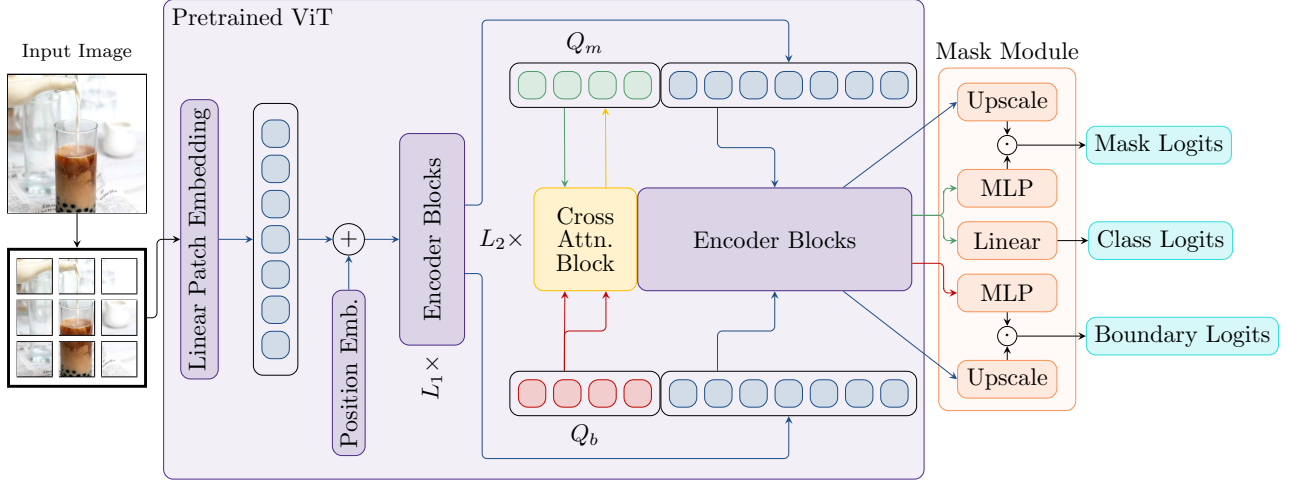 Pretrained ViT
Input Image
Linear Patch Embedding
+
Position Emb.
Encoder Blocks
L₁×
Qₘ
L₂×
Cross
Attn.
Block
Encoder Blocks
Q_b
Mask Module
Upscale
MLP
Linear
MLP
Upscale
Mask Logits
Class Logits
Boundary Logits